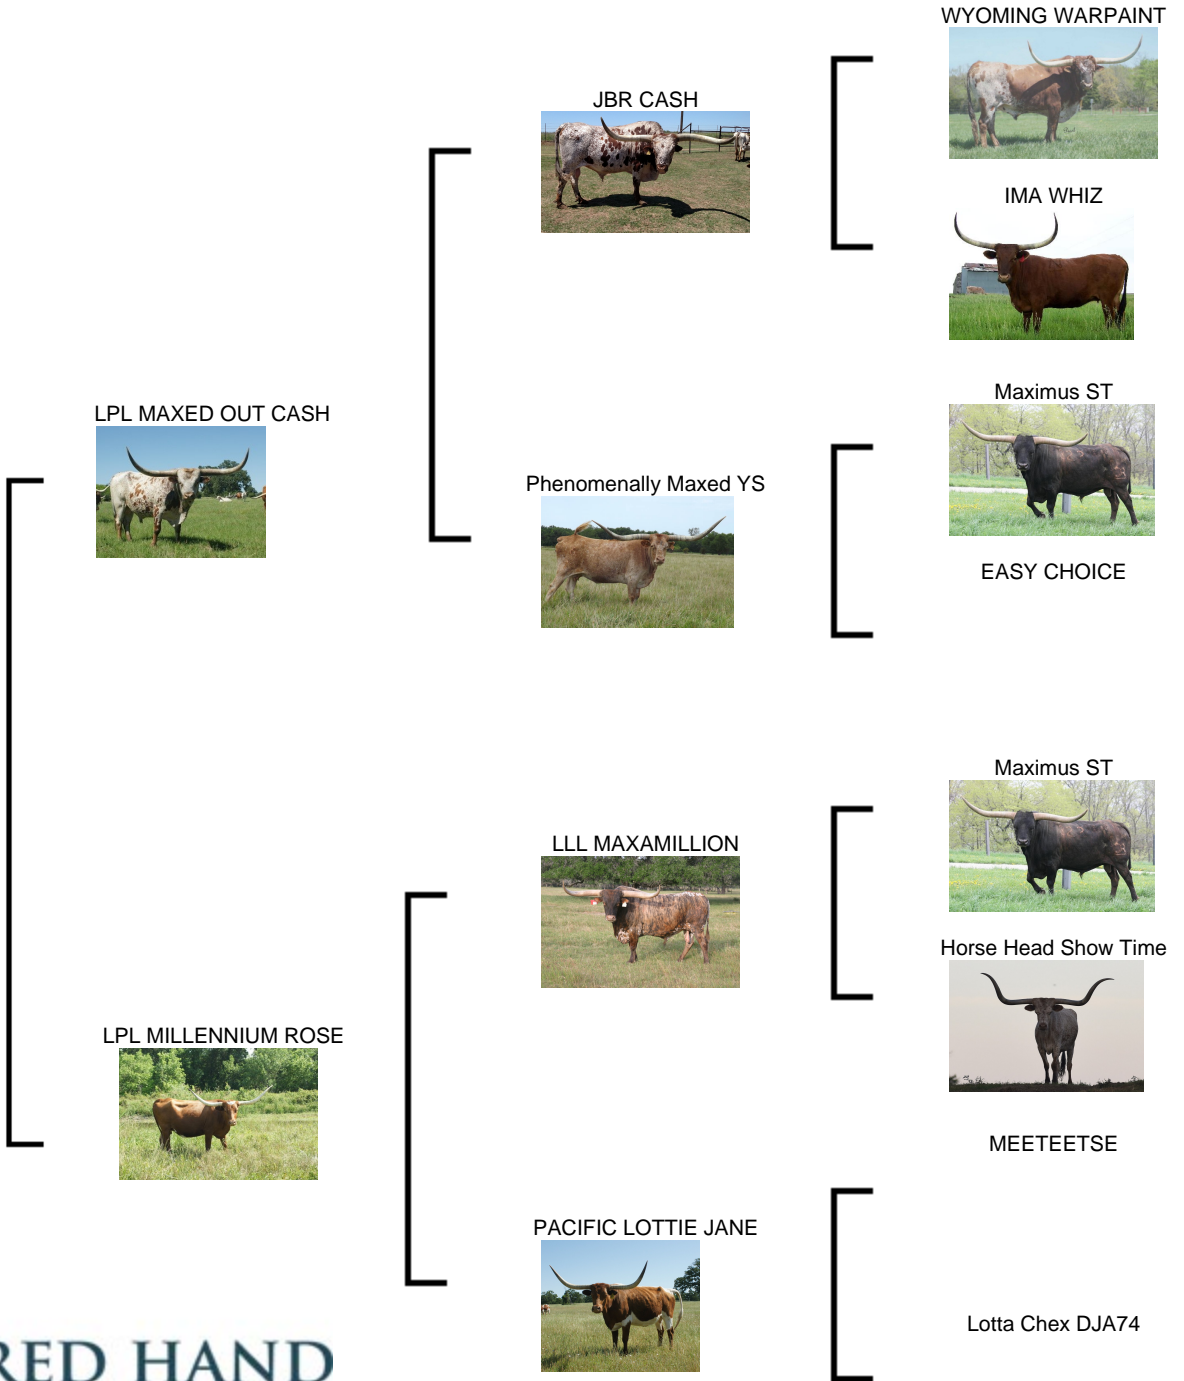 WYOMING WARPAINT
JBR CASH
IMA WHIZ
Maximus ST
LPL MAXED OUT CASH
Phenomenally Maxed YS
EASY CHOICE
Maximus ST
LLL MAXAMILLION
Horse Head Show Time
LPL MILLENNIUM ROSE
MEETEETSE
PACIFIC LOTTIE JANE
Lotta Chex DJA74
RED HAND